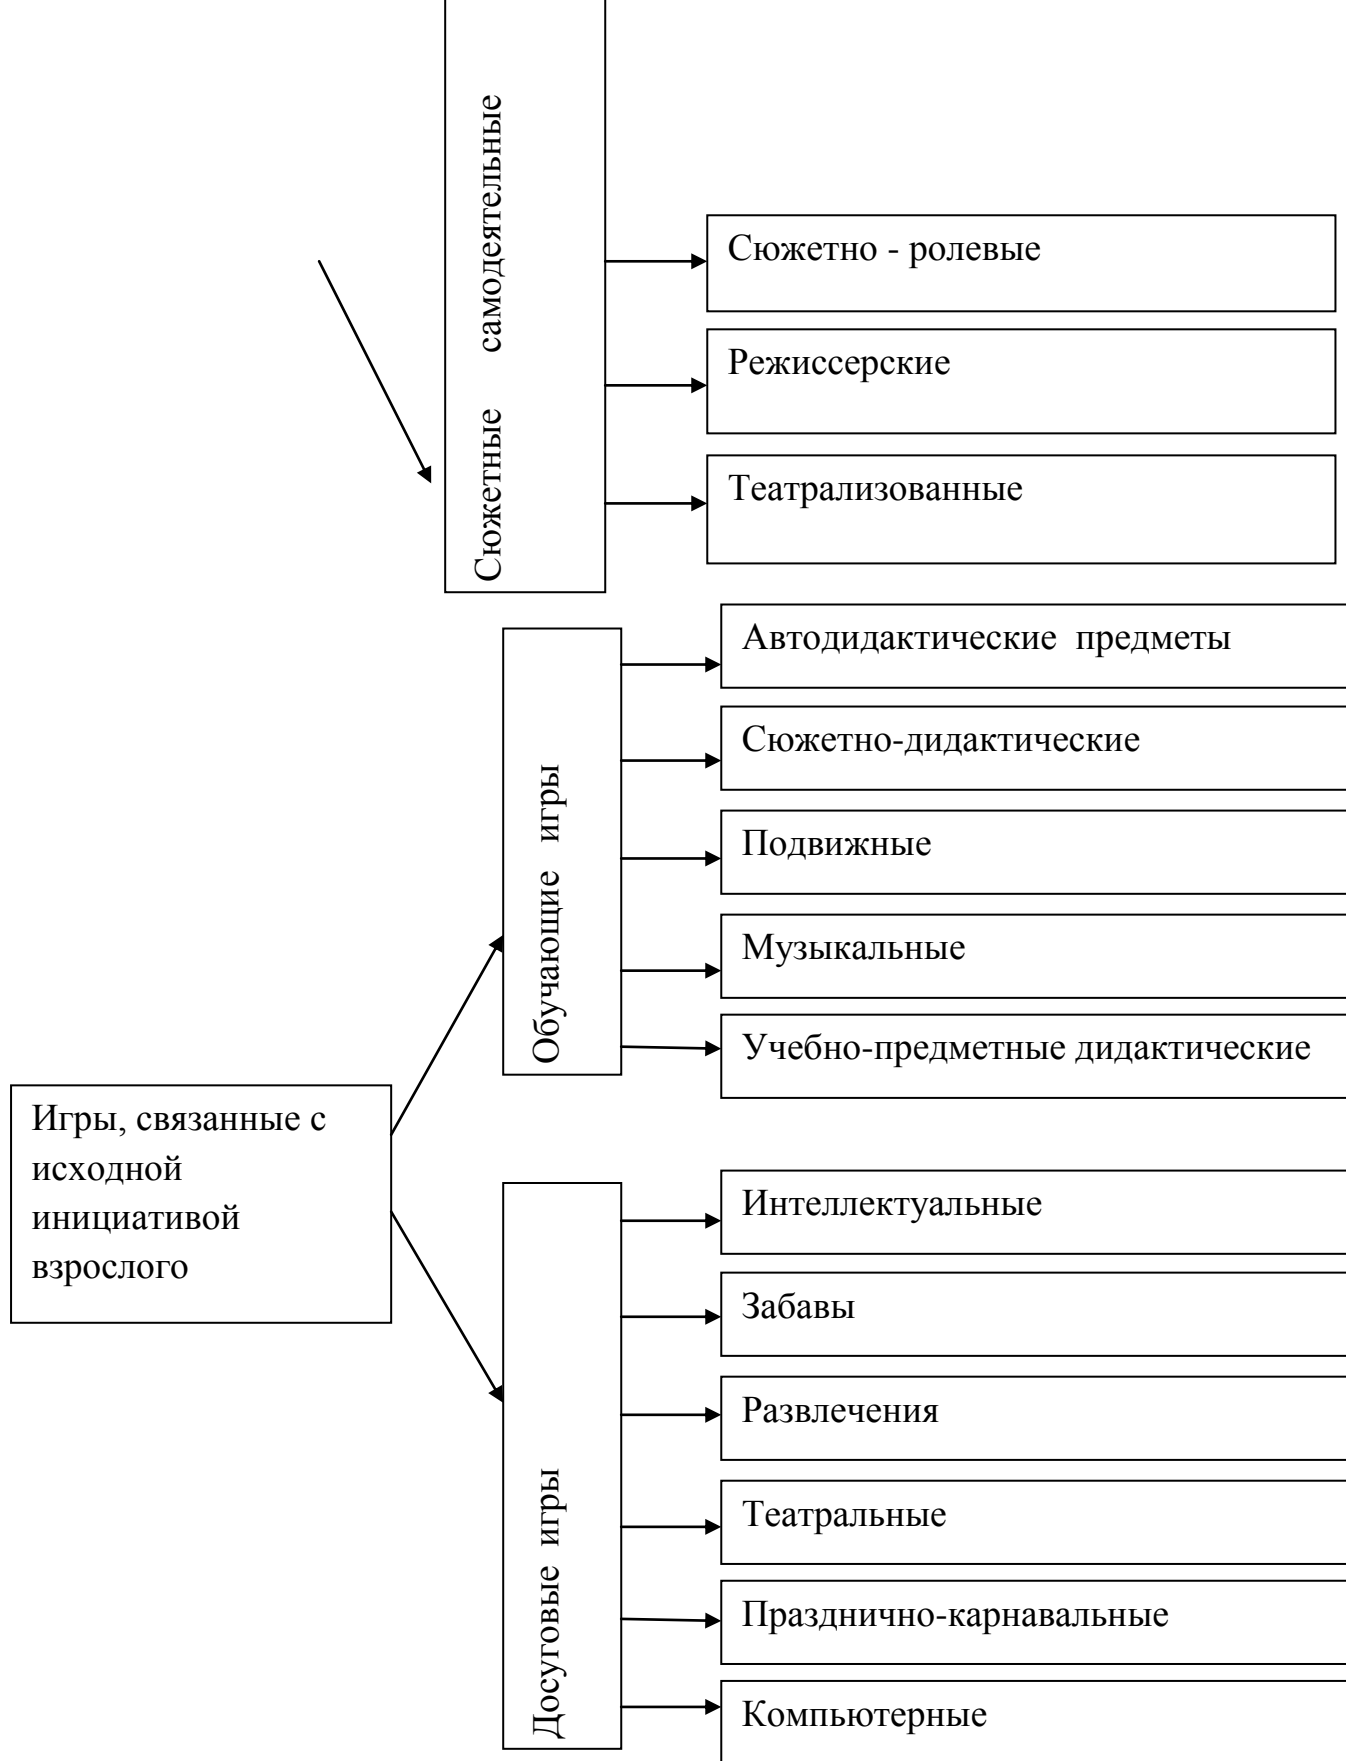 Сюжетные самодеятельные
Сюжетно - ролевые
Режиссерские
Театрализованные
Игры, связанные с
исходной
инициативой
взрослого
Обучающие игры
Автодидактические предметы
Сюжетно-дидактические
Подвижные
Музыкальные
Учебно-предметные дидактические
Досуговые игры
Интеллектуальные
Забавы
Развлечения
Театральные
Празднично-карнавальные
Компьютерные